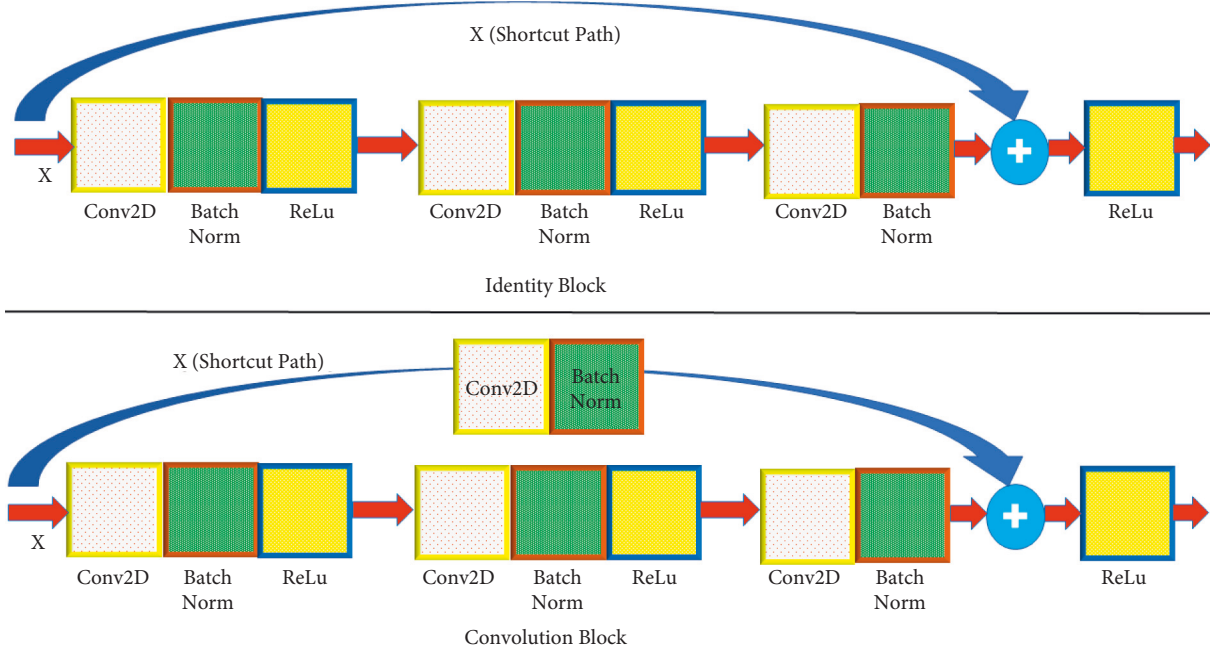 X (Shortcut Path)
X
Conv2D Batch Norm ReLu Conv2D Batch Norm ReLu Conv2D Batch Norm ReLu
Identity Block
X (Shortcut Path)
Conv2D Batch Norm
X
Conv2D Batch Norm ReLu Conv2D Batch Norm ReLu Conv2D Batch Norm ReLu
Convolution Block